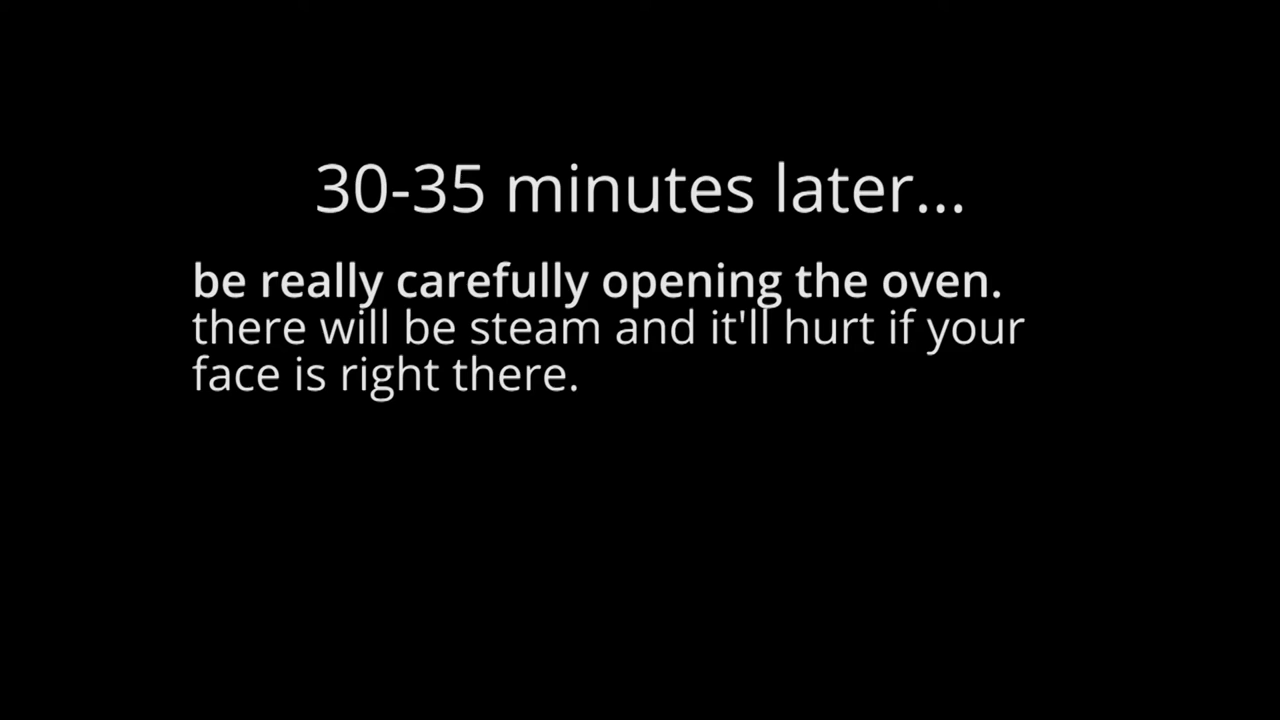 30-35 minutes later...
be really carefully opening the oven.
there will be steam and it'll hurt if your
face is right there.